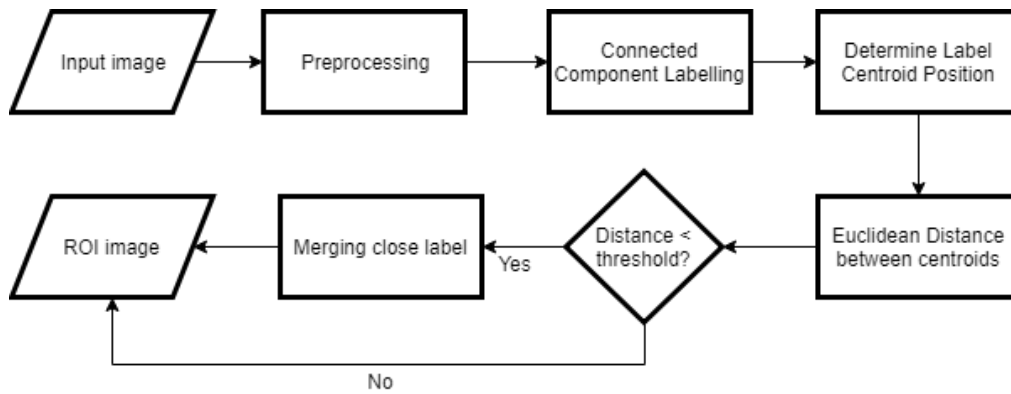 Input image
Preprocessing
Connected
Component Labelling
Determine Label
Centroid Position
Euclidean Distance
between centroids
Distance <
threshold?
Yes
Merging close label
ROI image
No